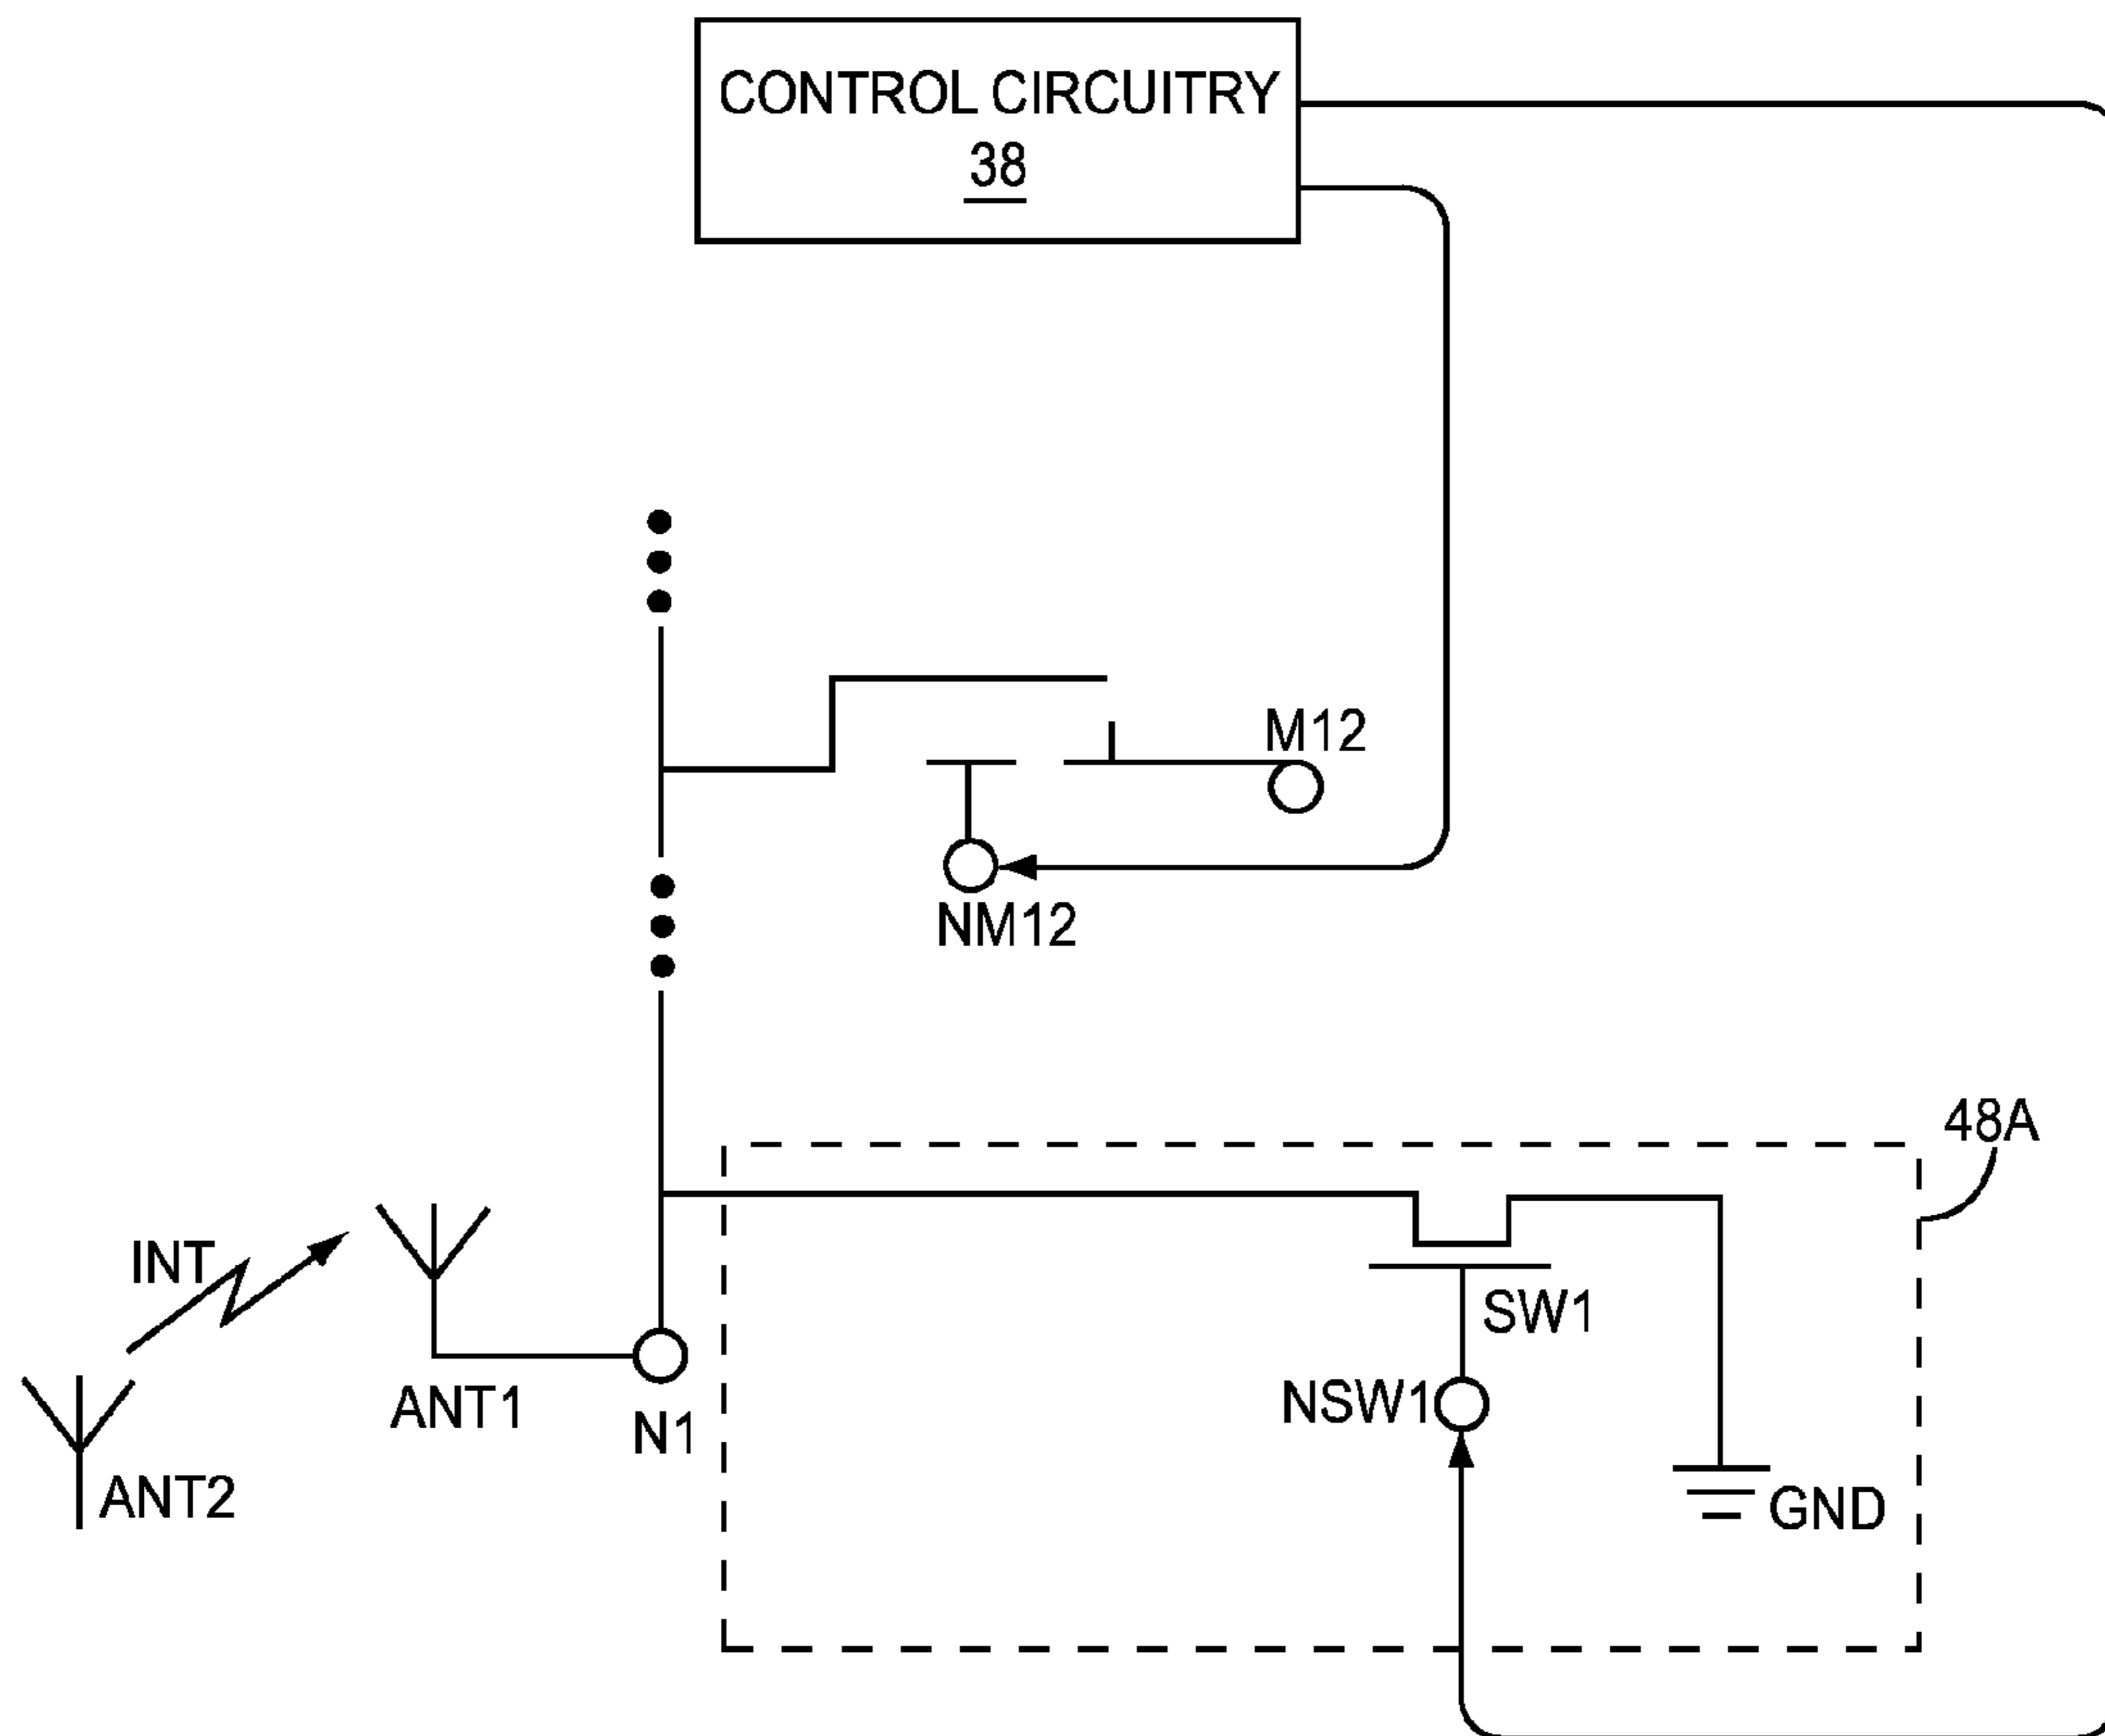 CONTROL CIRCUITRY
38
M12
NM12
48A
INT
SW1
ANT1
NSW1
N1
ANT2
GND